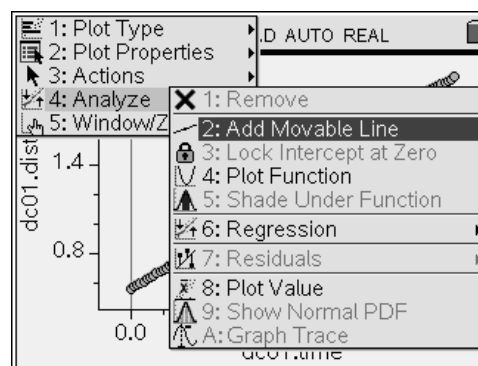 1: Plot Type
2: Plot Properties
3: Actions
4: Analyze
5: Window/Z
.D AUTO REAL
1: Remove
2: Add Movable Line
3: Lock Intercept at Zero
4: Plot Function
5: Shade Under Function
6: Regression
7: Residuals
8: Plot Value
9: Show Normal PDF
A: Graph Trace
dc01.dist
1.4
0.8
0.0
dc01.time